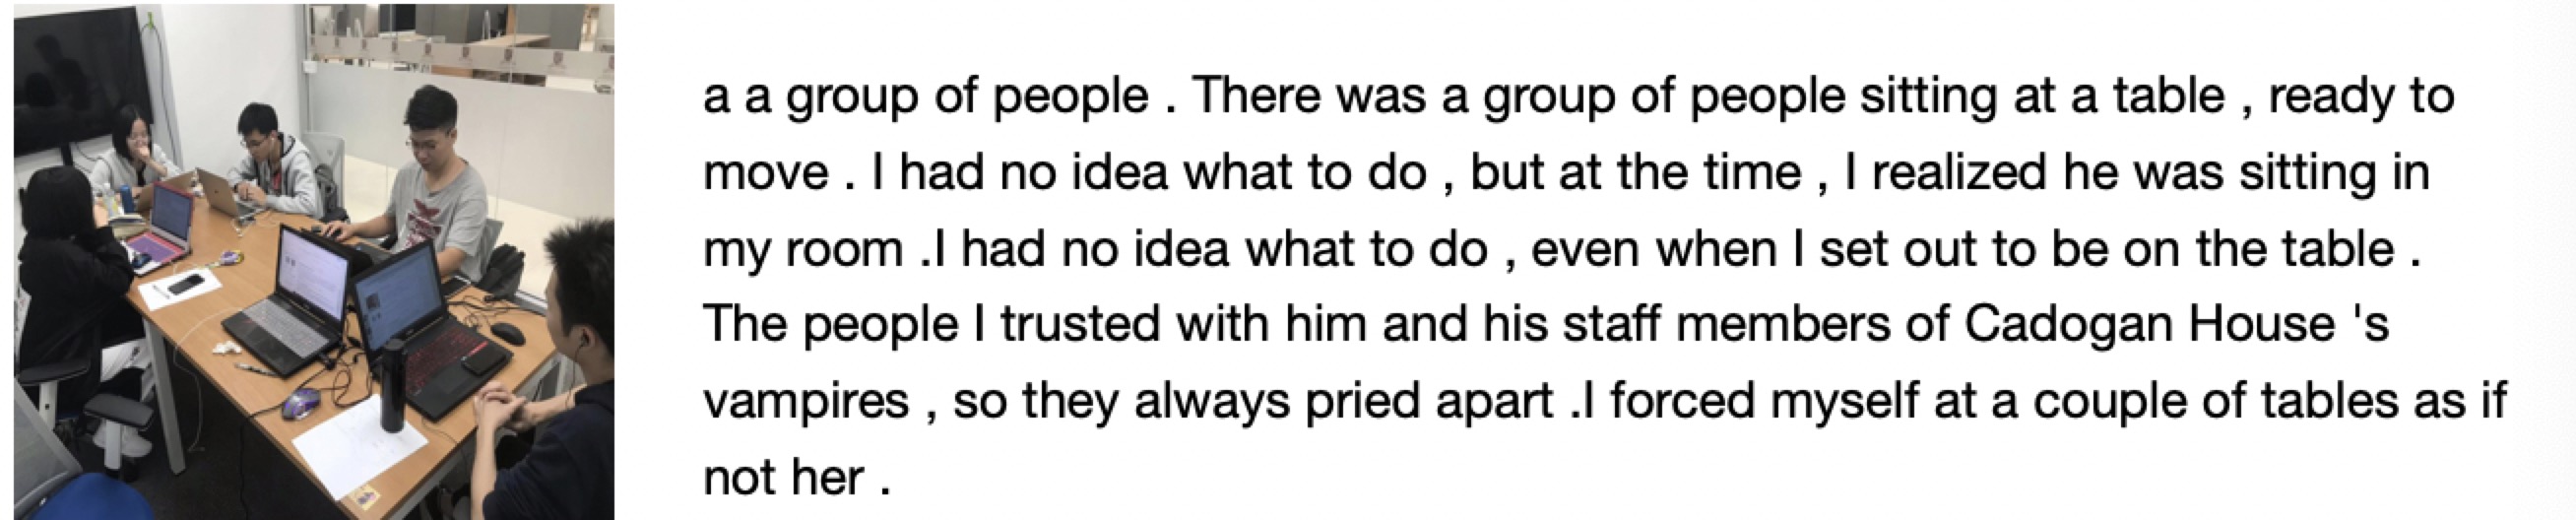 a a group of people . There was a group of people sitting at a table , ready to
move . I had no idea what to do , but at the time , I realized he was sitting in
my room .I had no idea what to do , even when I set out to be on the table .
The people I trusted with him and his staff members of Cadogan House 's
vampires , so they always pried apart .I forced myself at a couple of tables as if
not her .